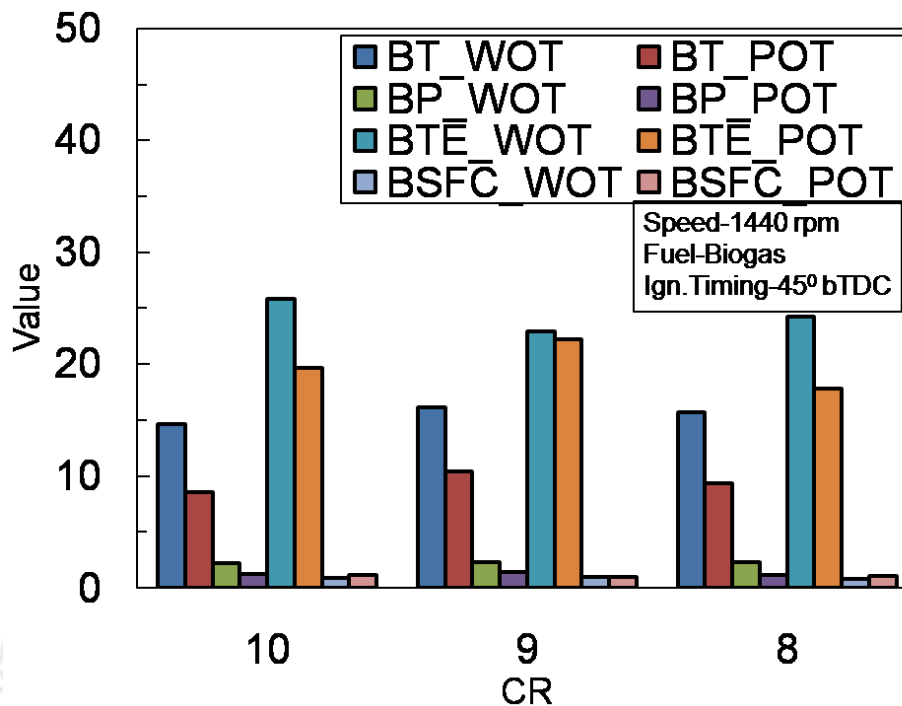 50
BT_WOT BT_POT
BP_WOT BP_POT
40
BTE_WOT BTE_POT
BSFC_WOT BSFC_POT
Speed-1440 rpm
30
Fuel-Biogas
Ign.Timing-45⁰ bTDC
Value
20
10
0
10 9 8
CR